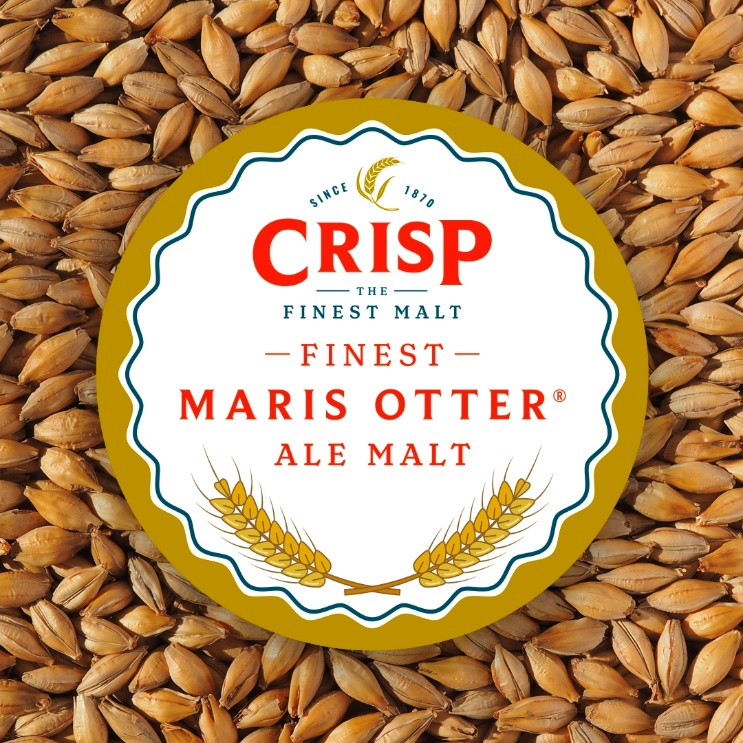 SINCE 1870
CRISP
THE
FINEST MALT
FINEST
MARIS OTTER®
ALE MALT